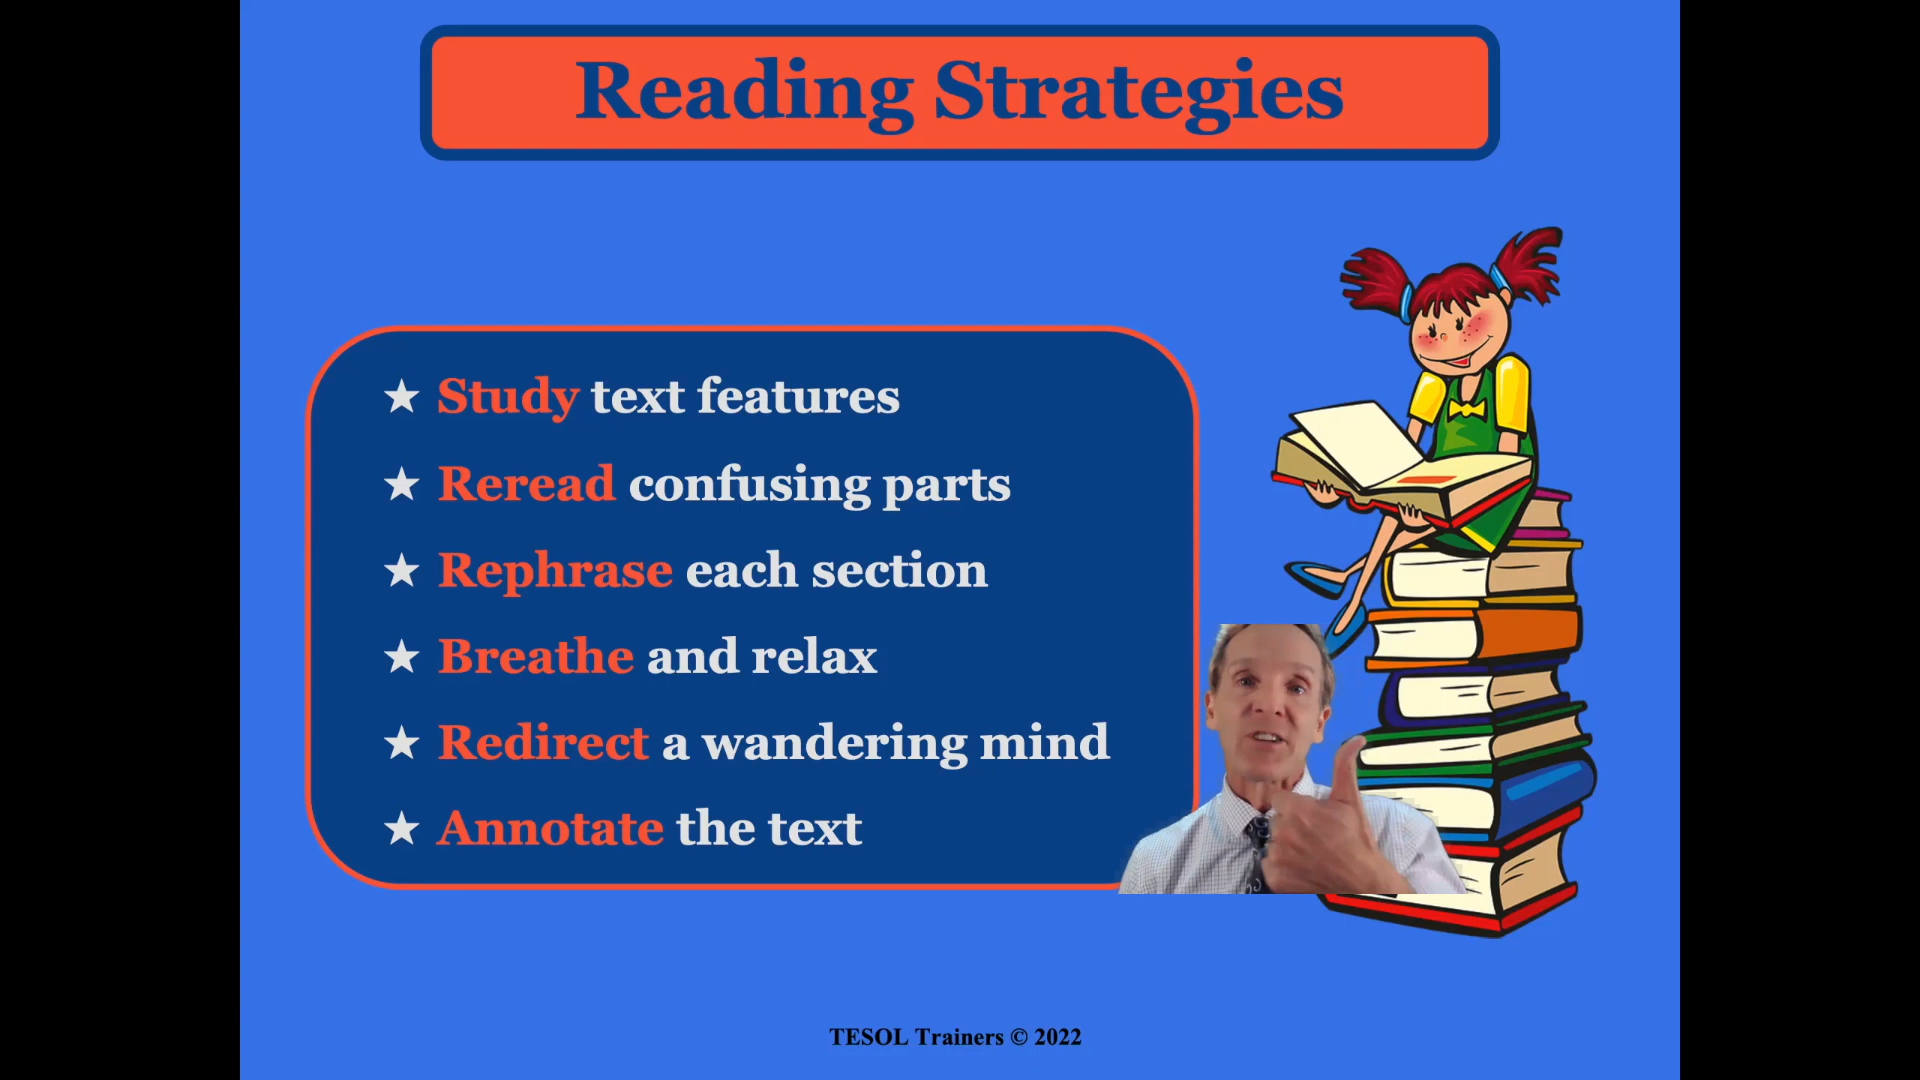 Reading Strategies
★ Study text features
★ Reread confusing parts
★ Rephrase each section
★ Breathe and relax
★ Redirect a wandering mind
★ Annotate the text
TESOL Trainers © 2022